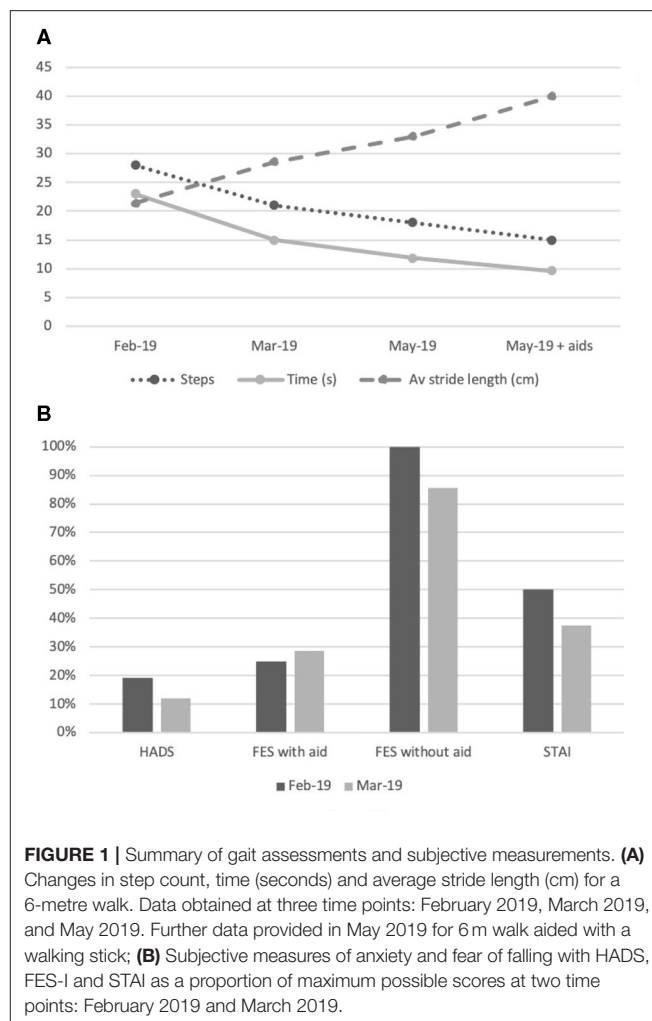 A
45
40
35
30
25
20
15
10
5
0
Feb-19 Mar-19 May-19 May-19 + aids
Steps Time (s) Av stride length (cm)
B
100%
90%
80%
70%
60%
50%
40%
30%
20%
10%
0%
HADS FES with aid FES without aid STAI
Feb-19 Mar-19
FIGURE 1 | Summary of gait assessments and subjective measurements. (A)
Changes in step count, time (seconds) and average stride length (cm) for a
6-metre walk. Data obtained at three time points: February 2019, March 2019,
and May 2019. Further data provided in May 2019 for 6 m walk aided with a
walking stick; (B) Subjective measures of anxiety and fear of falling with HADS,
FES-I and STAI as a proportion of maximum possible scores at two time
points: February 2019 and March 2019.